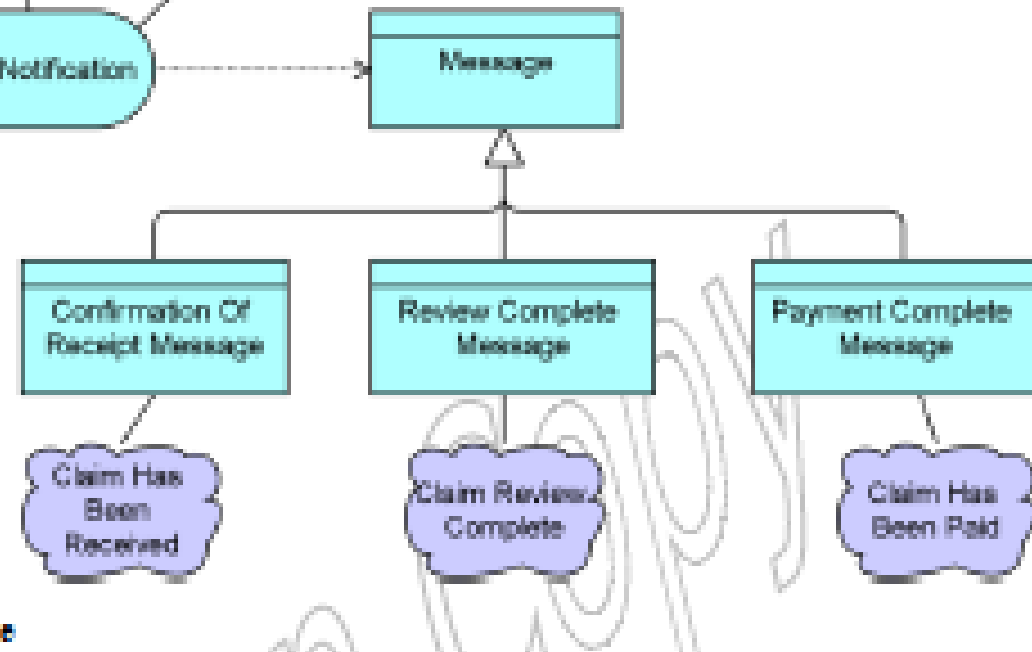 Notification
Message
Confirmation Of
Receipt Message
Review Complete
Message
Payment Complete
Message
Claim Has
Been
Received
Claim Review
Complete
Claim Has
Been Paid
e